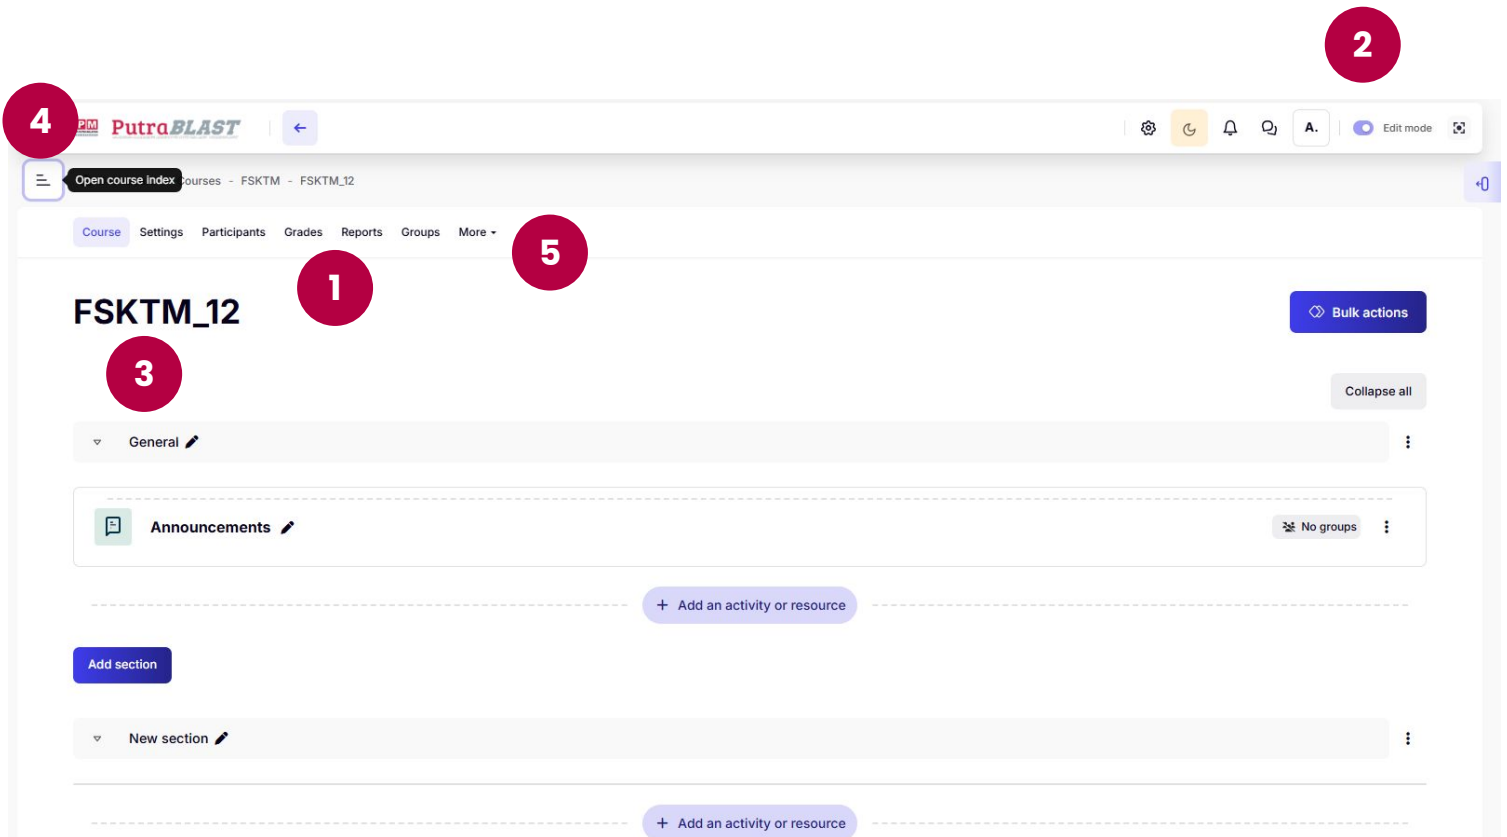 2
4
PM PutraBLAST
A.
Edit mode
Open course index
ourses - FSKTM - FSKTM_12
Course Settings Participants Grades Reports Groups More
5
1
FSKTM_12
Bulk actions
3
Collapse all
General
Announcements
No groups
+ Add an activity or resource
Add section
New section
+ Add an activity or resource